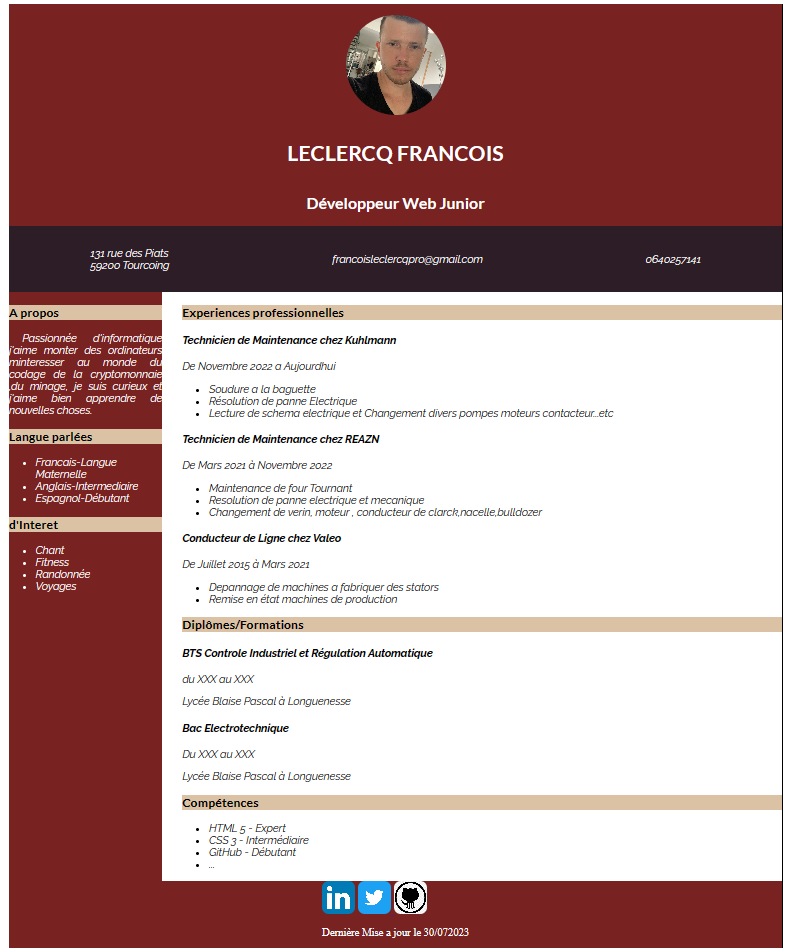 LECLERCQ FRANCOIS
Développeur Web Junior
131 rue des Piats
59200 Tourcoing
francoisleclercqpro@gmail.com
0640257141
A propos
Passionnée d'informatique
j'aime monter des ordinateurs
m'interesser au monde du
codage de la cryptomonnaie
,du minage, je suis curieux et
j'aime bien apprendre de
nouvelles choses.
Langue parlées
Francais-Langue
Maternelle
Anglais-Intermediaire
Espagnol-Débutant
d'Interet
Chant
Fitness
Randonnée
Voyages
Experiences professionnelles
Technicien de Maintenance chez Kuhlmann
De Novembre 2022 a Aujourdhui
Soudure a la baguette
Résolution de panne Electrique
Lecture de schema electrique et Changement divers pompes moteurs contacteur...etc
Technicien de Maintenance chez REAZN
De Mars 2021 à Novembre 2022
Maintenance de four Tournant
Resolution de panne electrique et mecanique
Changement de verin, moteur , conducteur de clarck,nacelle,bulldozer
Conducteur de Ligne chez Valeo
De Juillet 2015 à Mars 2021
Depannage de machines a fabriquer des stators
Remise en état machines de production
Diplômes/Formations
BTS Controle Industriel et Régulation Automatique
du XXX au XXX
Lycée Blaise Pascal à Longuenesse
Bac Electrotechnique
Du XXX au XXX
Lycée Blaise Pascal à Longuenesse
Compétences
HTML 5 - Expert
CSS 3 - Intermédiaire
GitHub - Débutant
...
in
Dernière Mise a jour le 30/072023